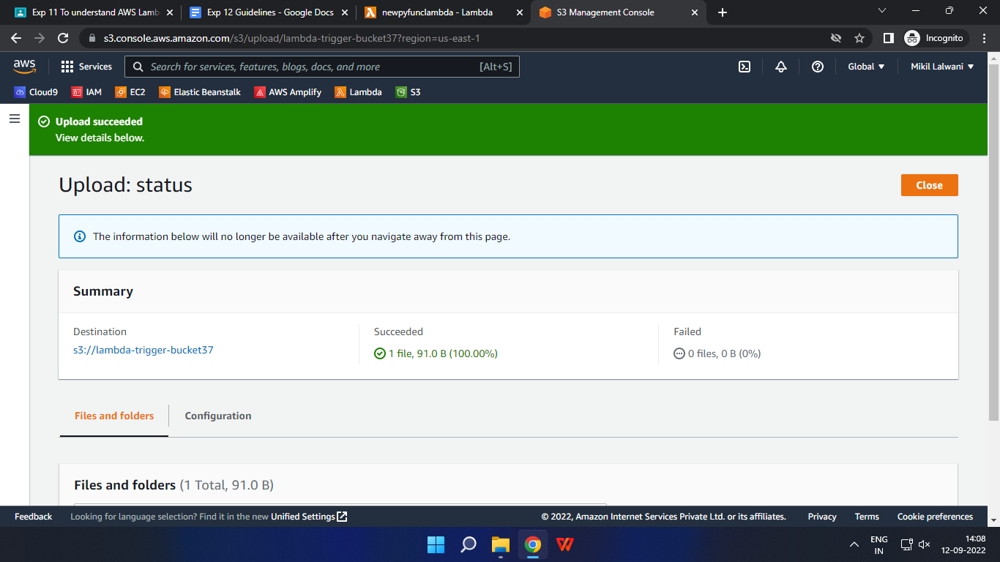 Exp 11 To understand AWS Lamb
Exp 12 Guidelines - Google Docs
newpyfunclambda - Lambda
S3 Management Console
s3.console.aws.amazon.com/s3/upload/lambda-trigger-bucket37?region=us-east-1
Incognito
aws
Services
Search for services, features, blogs, docs, and more
[Alt+S]
Global
Mikil Lalwani
Cloud9
IAM
EC2
Elastic Beanstalk
AWS Amplify
Lambda
S3
Upload succeeded
View details below.
Upload: status
Close
The information below will no longer be available after you navigate away from this page.
Summary
Destination
s3://lambda-trigger-bucket37
Succeeded
1 file, 91.0 B (100.00%)
Failed
0 files, 0 B (0%)
Files and folders
Configuration
Files and folders (1 Total, 91.0 B)
Feedback
Looking for language selection? Find it in the new Unified Settings
© 2022, Amazon Internet Services Private Ltd. or its affiliates.
Privacy
Terms
Cookie preferences
ENG
IN
14:08
12-09-2022